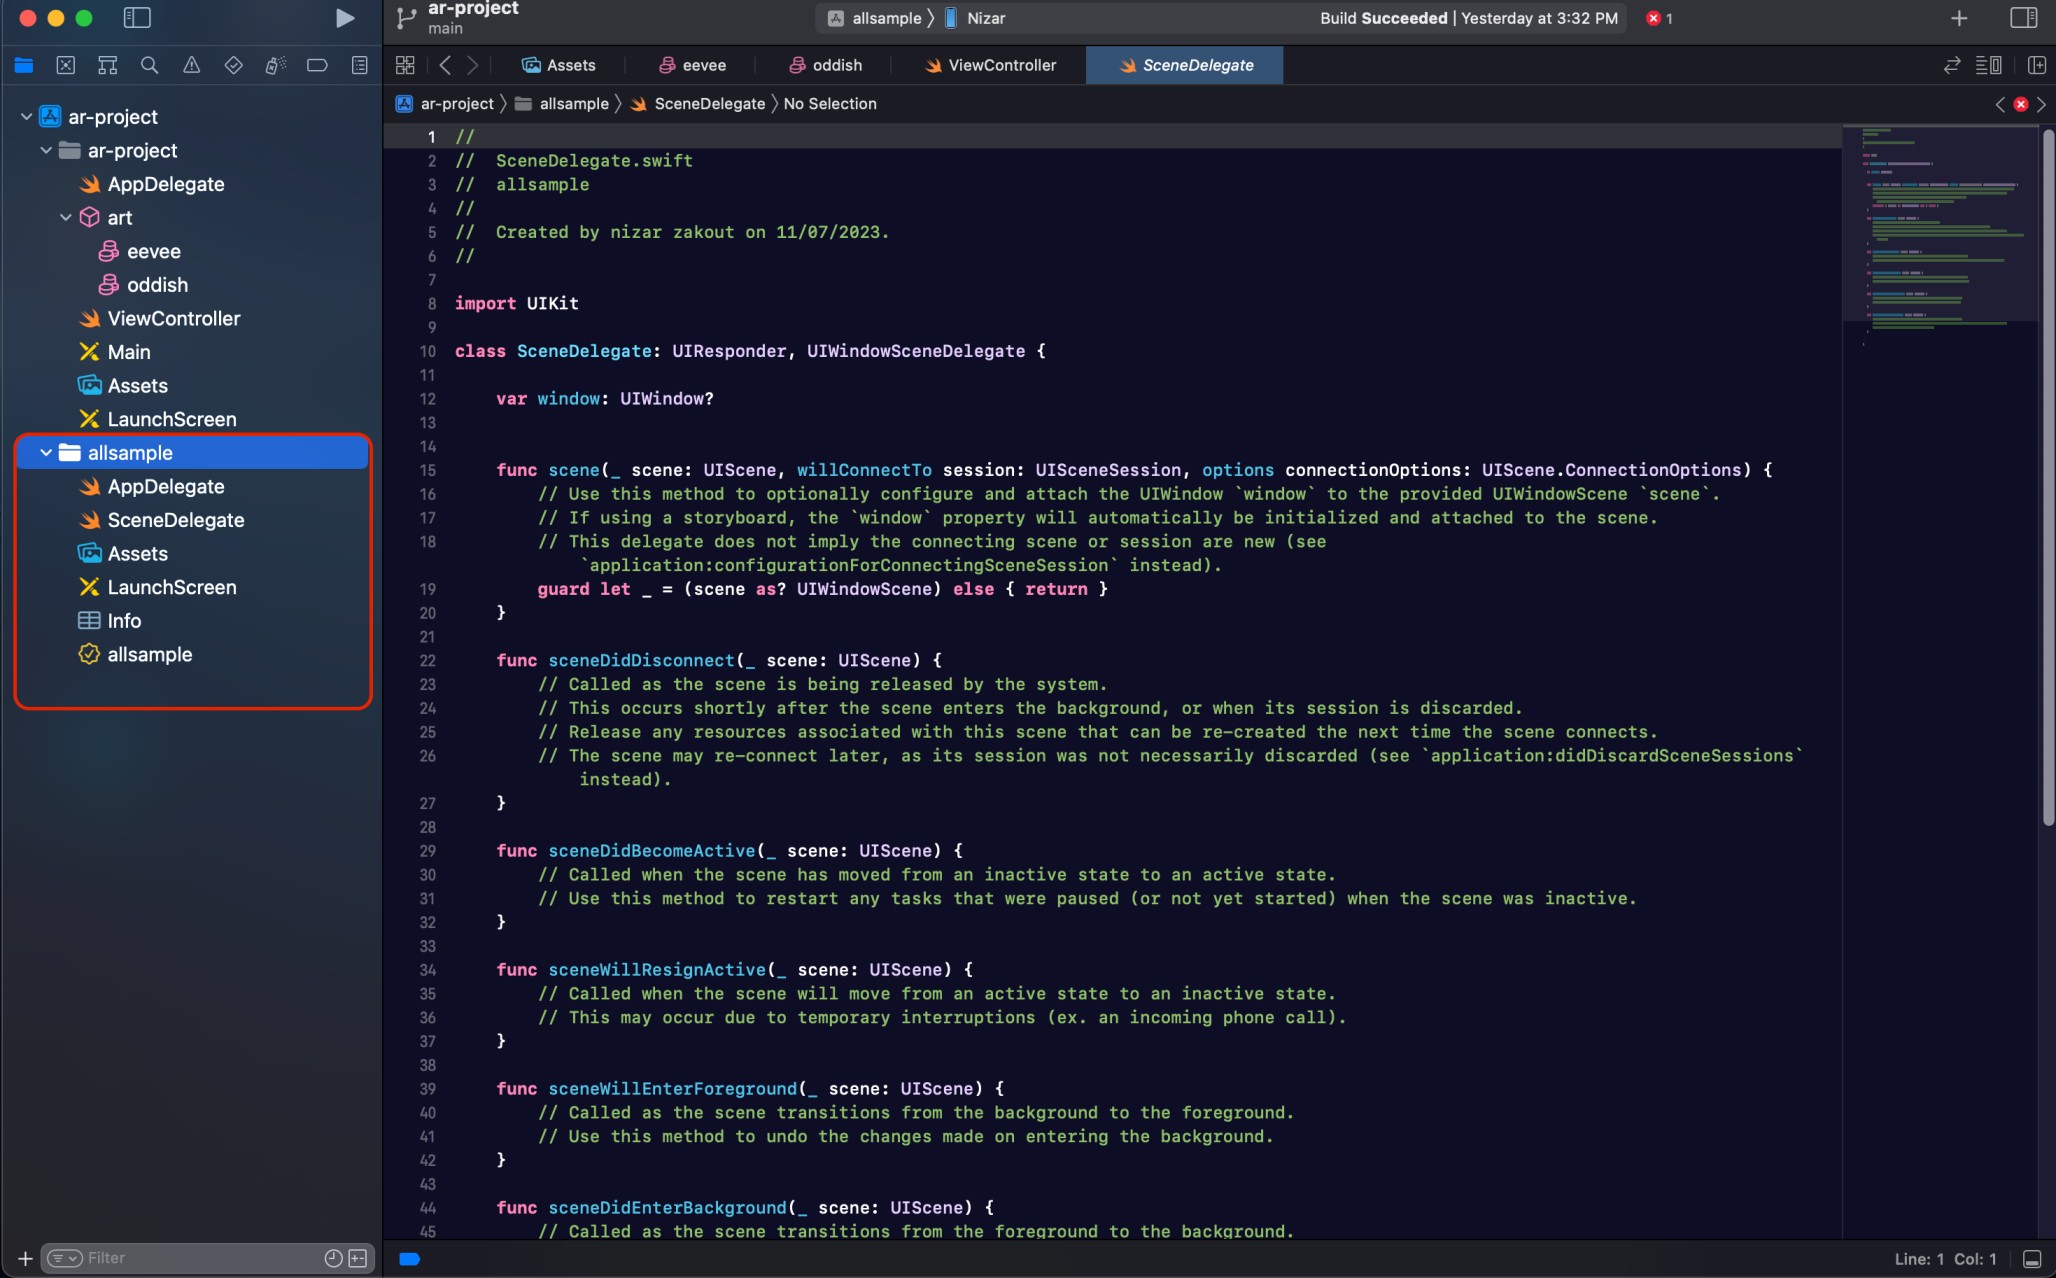 ar-project
main
allsample 〉 Nizar
Build Succeeded | Yesterday at 3:32 PM
1
Assets
eevee
oddish
ViewController
SceneDelegate
ar-project 〉 allsample 〉 SceneDelegate 〉 No Selection
ar-project
ar-project
AppDelegate
art
eevee
oddish
ViewController
Main
Assets
LaunchScreen
allsample
AppDelegate
SceneDelegate
Assets
LaunchScreen
Info
allsample
Filter
1 //
2 //  SceneDelegate.swift
3 //  allsample
4 //
5 //  Created by nizar zakout on 11/07/2023.
6 //
7
8 import UIKit
9
10 class SceneDelegate: UIResponder, UIWindowSceneDelegate {
11
12     var window: UIWindow?
13
14
15     func scene(_ scene: UIScene, willConnectTo session: UISceneSession, options connectionOptions: UIScene.ConnectionOptions) {
16         // Use this method to optionally configure and attach the UIWindow `window` to the provided UIWindowScene `scene`.
17         // If using a storyboard, the `window` property will automatically be initialized and attached to the scene.
18         // This delegate does not imply the connecting scene or session are new (see
`application:configurationForConnectingSceneSession` instead).
19         guard let _ = (scene as? UIWindowScene) else { return }
20     }
21
22     func sceneDidDisconnect(_ scene: UIScene) {
23         // Called as the scene is being released by the system.
24         // This occurs shortly after the scene enters the background, or when its session is discarded.
25         // Release any resources associated with this scene that can be re-created the next time the scene connects.
26         // The scene may re-connect later, as its session was not necessarily discarded (see `application:didDiscardSceneSessions`
instead).
27     }
28
29     func sceneDidBecomeActive(_ scene: UIScene) {
30         // Called when the scene has moved from an inactive state to an active state.
31         // Use this method to restart any tasks that were paused (or not yet started) when the scene was inactive.
32     }
33
34     func sceneWillResignActive(_ scene: UIScene) {
35         // Called when the scene will move from an active state to an inactive state.
36         // This may occur due to temporary interruptions (ex. an incoming phone call).
37     }
38
39     func sceneWillEnterForeground(_ scene: UIScene) {
40         // Called as the scene transitions from the background to the foreground.
41         // Use this method to undo the changes made on entering the background.
42     }
43
44     func sceneDidEnterBackground(_ scene: UIScene) {
45         // Called as the scene transitions from the foreground to the background.
Line: 1  Col: 1